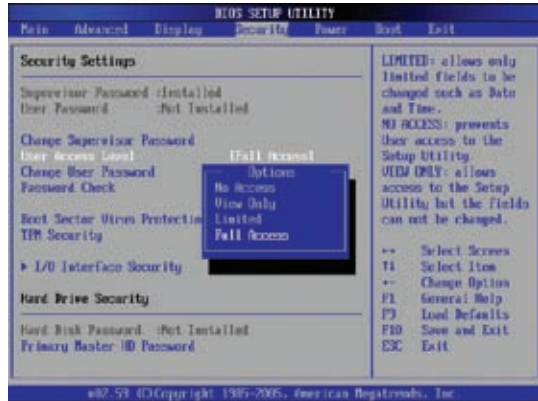 BIOS SETUP UTILITY
Main Advanced Display Security Power Boot Exit
Security Settings
Supervisor Password :Installed
User Password :Not Installed
Change Supervisor Password
User Access Level [Full Access]
Change User Password
Password Check
Boot Sector Virus Protectio
TPM Security
I/O Interface Security
Hard Drive Security
Hard Disk Password :Not Installed
Primary Master HD Password
Options
No Access
View Only
Limited
Full Access
LIMITED: allows only
limited fields to be
changed such as Date
and Time.
NO ACCESS: prevents
User access to the
Setup Utility.
VIEW ONLY: allows
access to the Setup
Utility but the fields
can not be changed.
↔ Select Screen
↑↓ Select Item
+- Change Option
F1 General Help
F9 Load Defaults
F10 Save and Exit
ESC Exit
v02.59 (C)Copyright 1985-2005, American Megatrends, Inc.